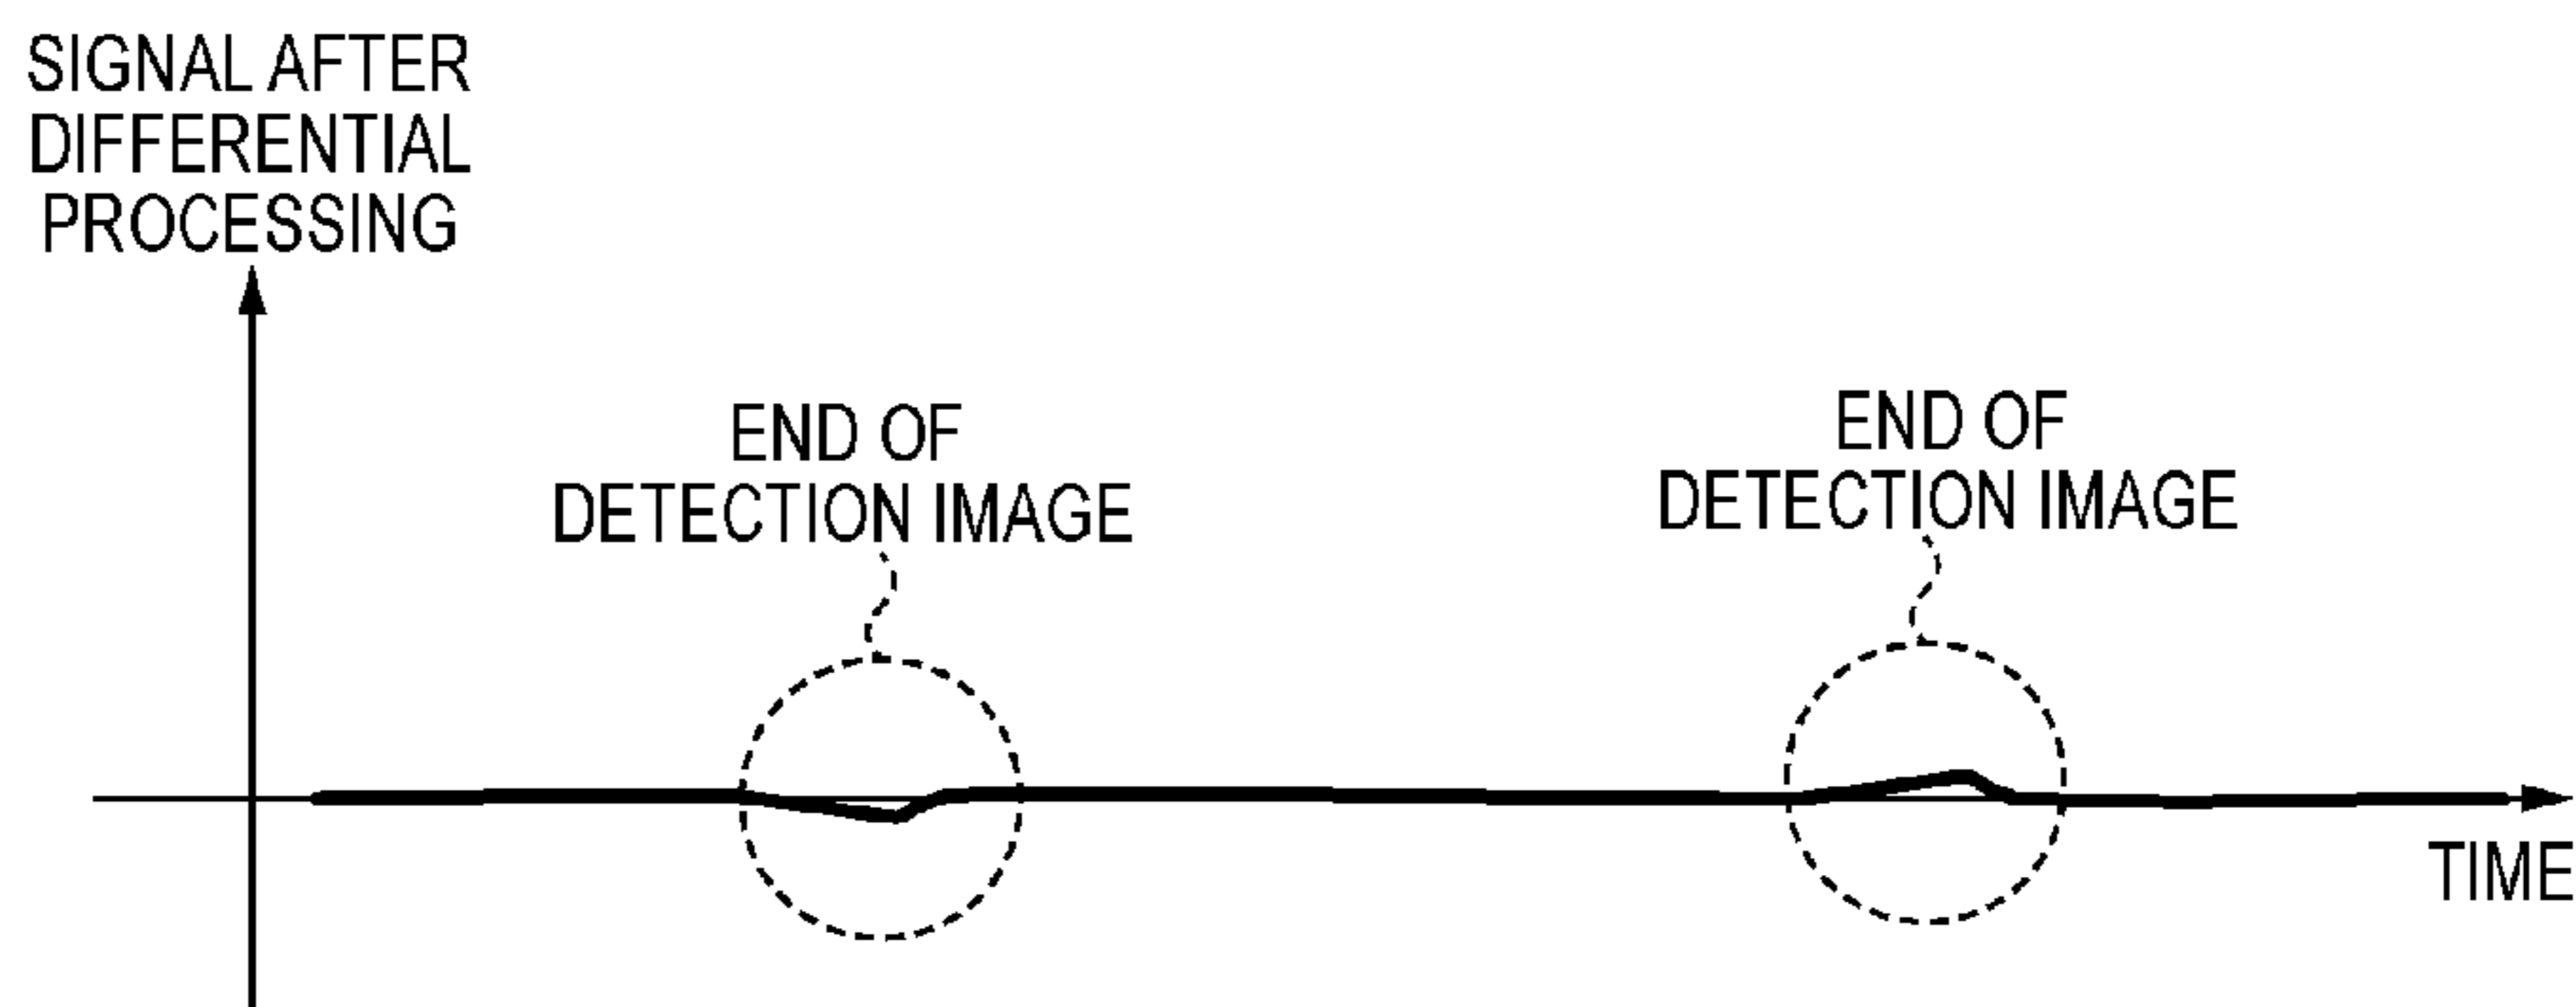 SIGNAL AFTER
DIFFERENTIAL
PROCESSING
END OF
DETECTION IMAGE
END OF
DETECTION IMAGE
TIME